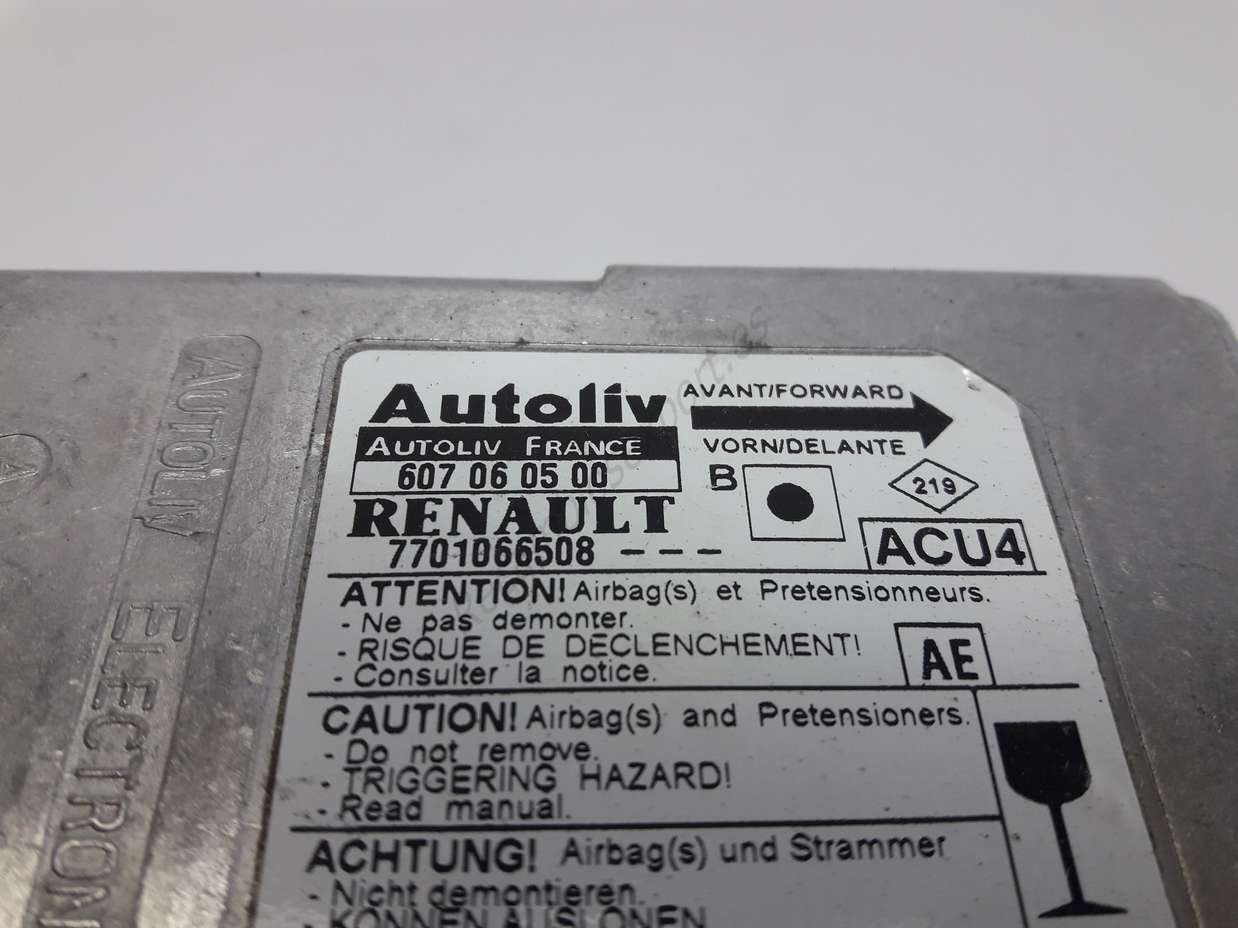 Autoliv
AUTOLIV FRANCE
607 06 05 00
RENAULT
7701066508 ---
AVANT/FORWARD
VORN/DELANTE
B
219
ACU4
ATTENTION! Airbag(s) et Pretensionneurs.
- Ne pas demonter.
- RISQUE DE DECLENCHEMENT!
- Consulter la notice.
AE
CAUTION! Airbag(s) and Pretensioners.
- Do not remove.
- TRIGGERING HAZARD!
- Read manual.
ACHTUNG! Airbag(s) und Strammer
- Nicht demontieren.
- KONNEN AUSLONEN
AUTOLIV ELECTRON
A